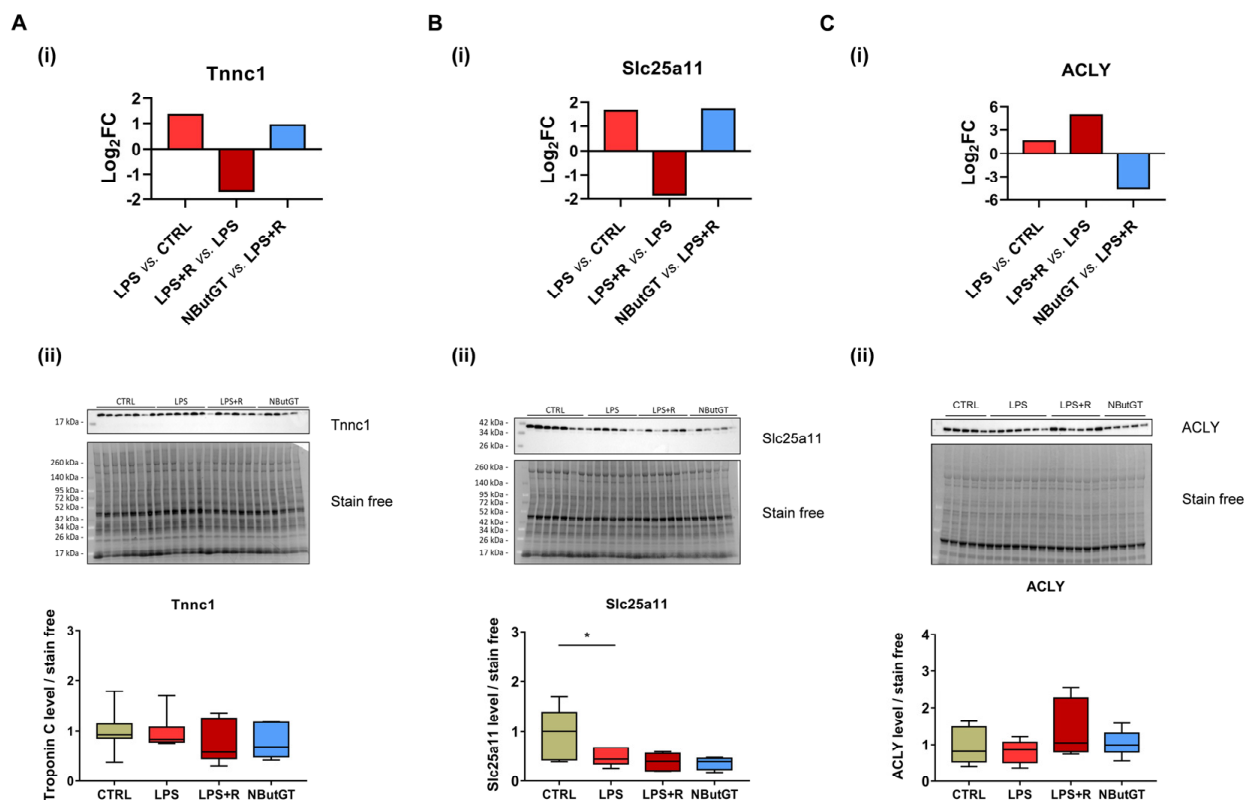 A
B
C
(i)
(i)
(i)
Tnnc1
Slc25a11
ACLY
Log2FC
2
1
0
-1
-2
LPS vs. CTRL
LPS+R vs. LPS
NButGT vs. LPS+R
Log2FC
2
1
0
-1
-2
LPS vs. CTRL
LPS+R vs. LPS
NButGT vs. LPS+R
Log2FC
6
3
0
-3
-6
LPS vs. CTRL
LPS+R vs. LPS
NButGT vs. LPS+R
(ii)
(ii)
(ii)
CTRL LPS LPS+R NButGT
17 kDa -
Tnnc1
260 kDa -
140 kDa -
95 kDa -
72 kDa -
52 kDa -
42 kDa -
34 kDa -
26 kDa -
17 kDa -
Stain free
CTRL LPS LPS+R NButGT
42 kDa -
34 kDa -
26 kDa -
Slc25a11
260 kDa -
140 kDa -
95 kDa -
72 kDa -
52 kDa -
42 kDa -
34 kDa -
26 kDa -
17 kDa -
Stain free
CTRL LPS LPS+R NButGT
ACLY
Stain free
Tnnc1
Troponin C level / stain free
3
2
1
0
CTRL LPS LPS+R NButGT
Slc25a11
Slc25a11 level / stain free
3
2
1
0
*
CTRL LPS LPS+R NButGT
ACLY
ACLY level / stain free
4
3
2
1
0
CTRL LPS LPS+R NButGT